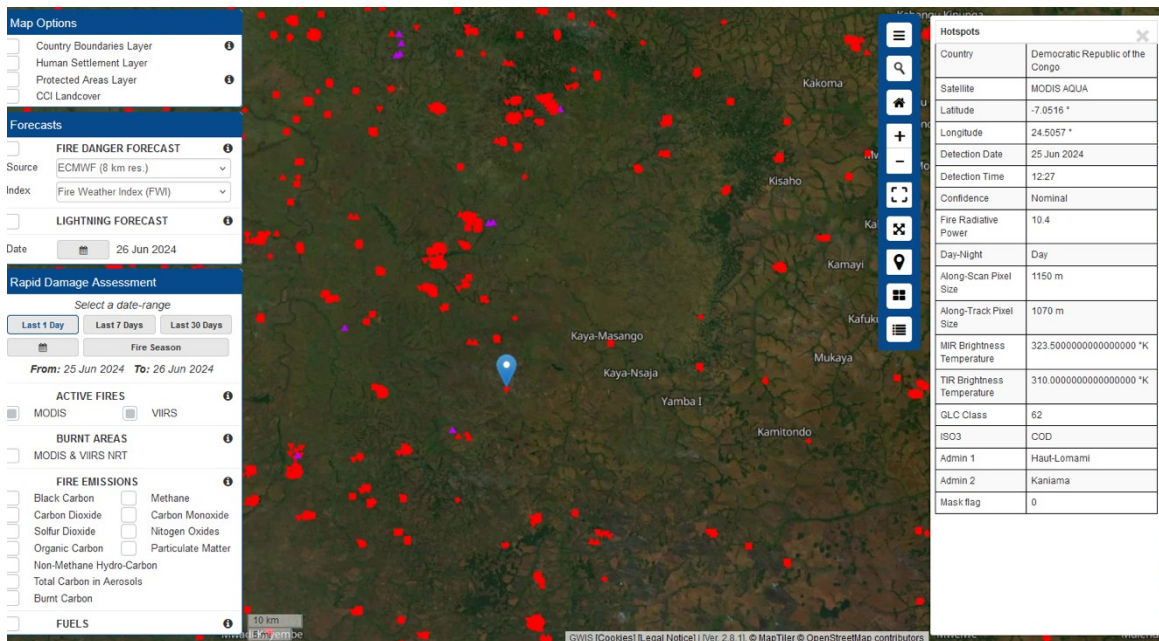 Map Options
Country Boundaries Layer
Human Settlement Layer
Protected Areas Layer
CCI Landcover
Forecasts
FIRE DANGER FORECAST
Source ECMWF (8 km res.)
Index Fire Weather Index (FWI)
LIGHTNING FORECAST
Date 26 Jun 2024
Rapid Damage Assessment
Select a date-range
Last 1 Day Last 7 Days Last 30 Days
Fire Season
From: 25 Jun 2024 To: 26 Jun 2024
ACTIVE FIRES
MODIS VIIRS
BURNT AREAS
MODIS & VIIRS NRT
FIRE EMISSIONS
Black Carbon Methane
Carbon Dioxide Carbon Monoxide
Solfur Dioxide Nitogen Oxides
Organic Carbon Particulate Matter
Non-Methane Hydro-Carbon
Total Carbon in Aerosols
Burnt Carbon
FUELS
Kakoma
Kisaho
Kamayi
Kaya-Masango
Mukaya
Kaya-Nsaja
Yamba I
Kamitondo
10 km
GWIS [Cookies] [Legal Notice] | [Ver. 2.8.1] © MapTiler © OpenStreetMap contributors
Hotspots
Country Democratic Republic of the
Congo
Satellite MODIS AQUA
Latitude -7.0516 °
Longitude 24.5057 °
Detection Date 25 Jun 2024
Detection Time 12:27
Confidence Nominal
Fire Radiative 10.4
Power
Day-Night Day
Along-Scan Pixel 1150 m
Size
Along-Track Pixel 1070 m
Size
MIR Brightness 323.5000000000000000 °K
Temperature
TIR Brightness 310.0000000000000000 °K
Temperature
GLC Class 62
ISO3 COD
Admin 1 Haut-Lomami
Admin 2 Kaniama
Mask flag 0